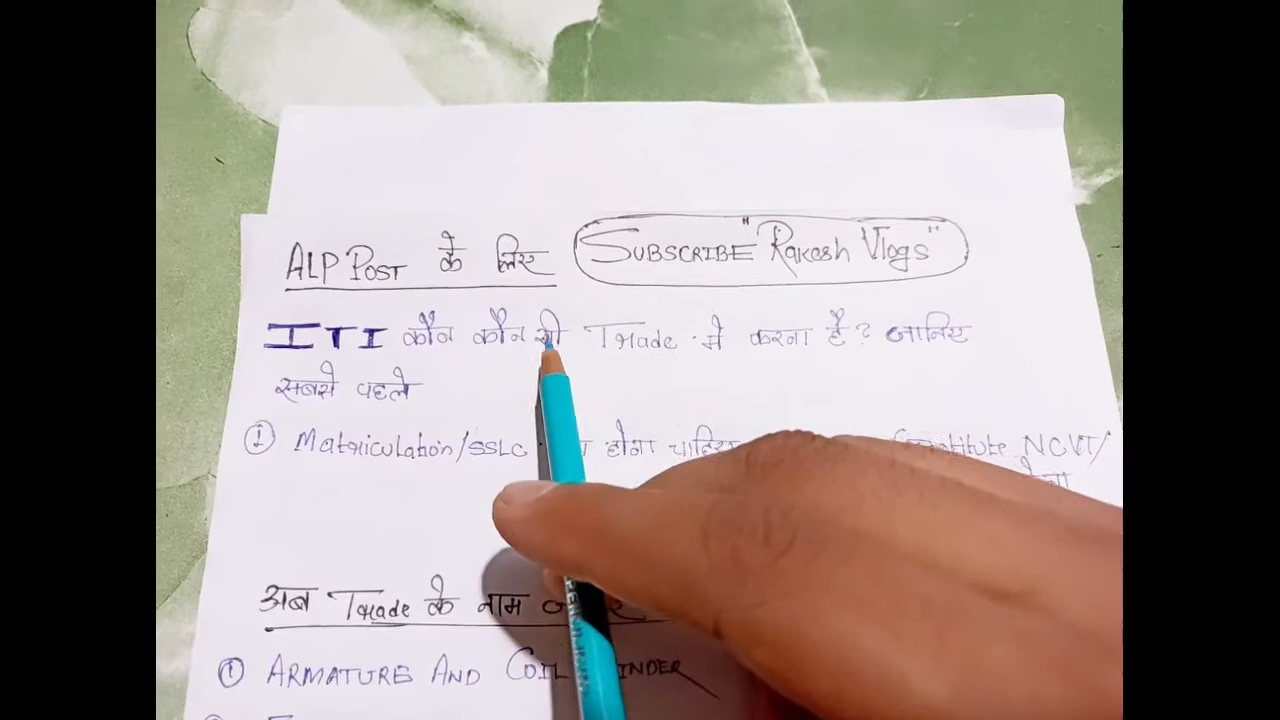 ALP POST के लिए SUBSCRIBE "Rakesh Vlogs"
ITI कौन कौन सी Trade में करना है? जानिए
सबसे पहले
① Matriculation/SSLC होना चाहिए NCVT/
अब Trade के नाम
① ARMATURE AND COIL